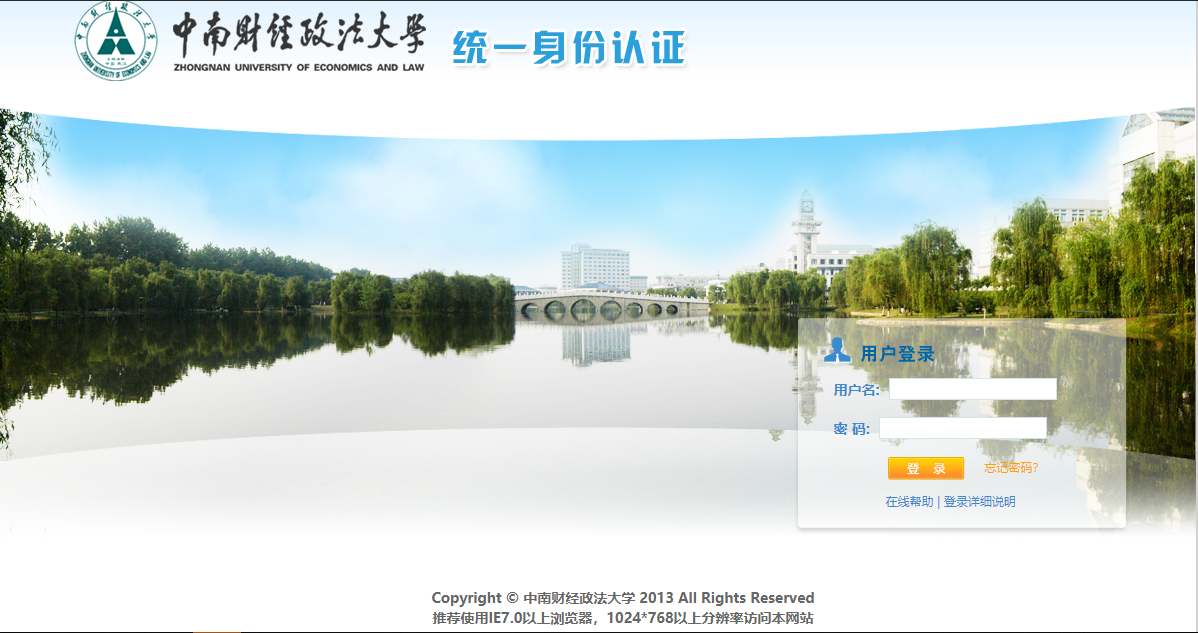 中南财经政法大学
ZHONGNAN UNIVERSITY OF ECONOMICS AND LAW
统一身份认证
用户登录
用户名:
密 码:
登 录
忘记密码?
在线帮助 | 登录详细说明
Copyright © 中南财经政法大学 2013 All Rights Reserved
推荐使用IE7.0以上浏览器，1024*768以上分辨率访问本网站